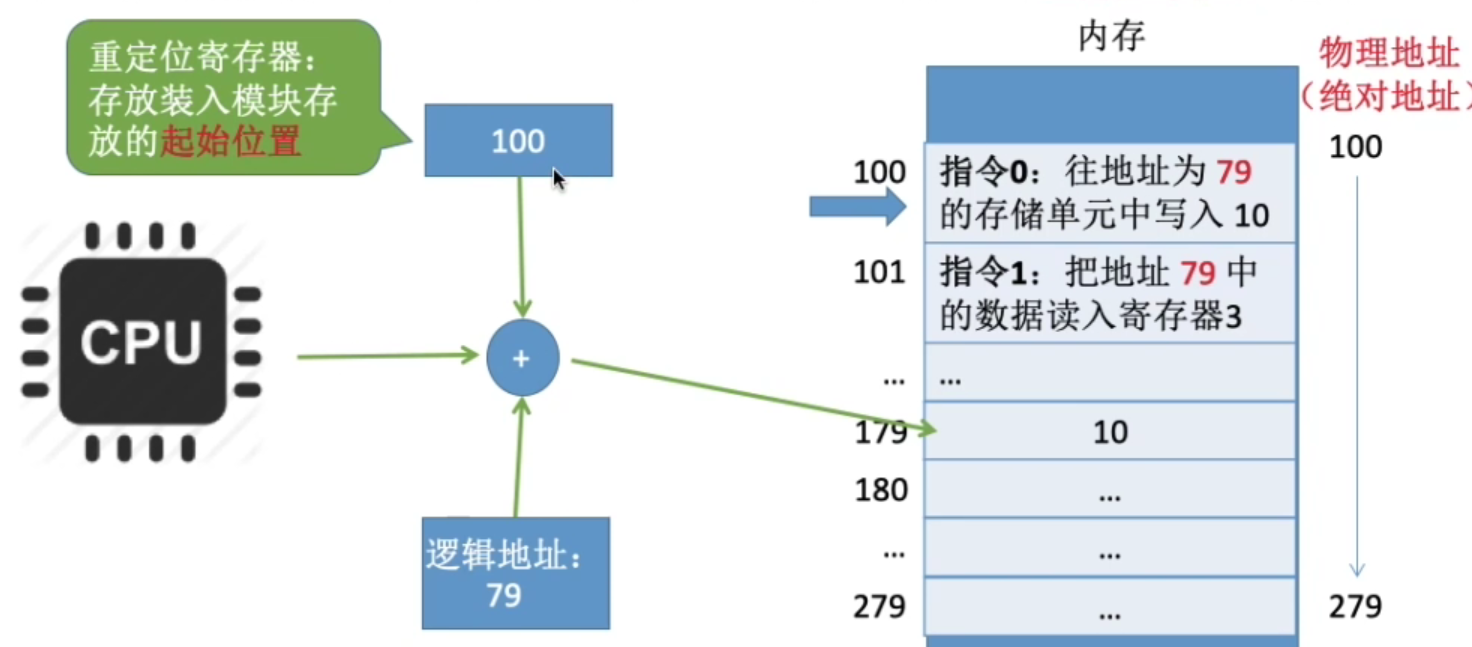 重定位寄存器：
存放装入模块存
放的起始位置
100
CPU
+
逻辑地址：
79
内存
物理地址
（绝对地址）
100
指令0：往地址为 79
的存储单元中写入 10
100
101
指令1：把地址 79 中
的数据读入寄存器3
...
...
179
10
180
...
...
...
279
...
279